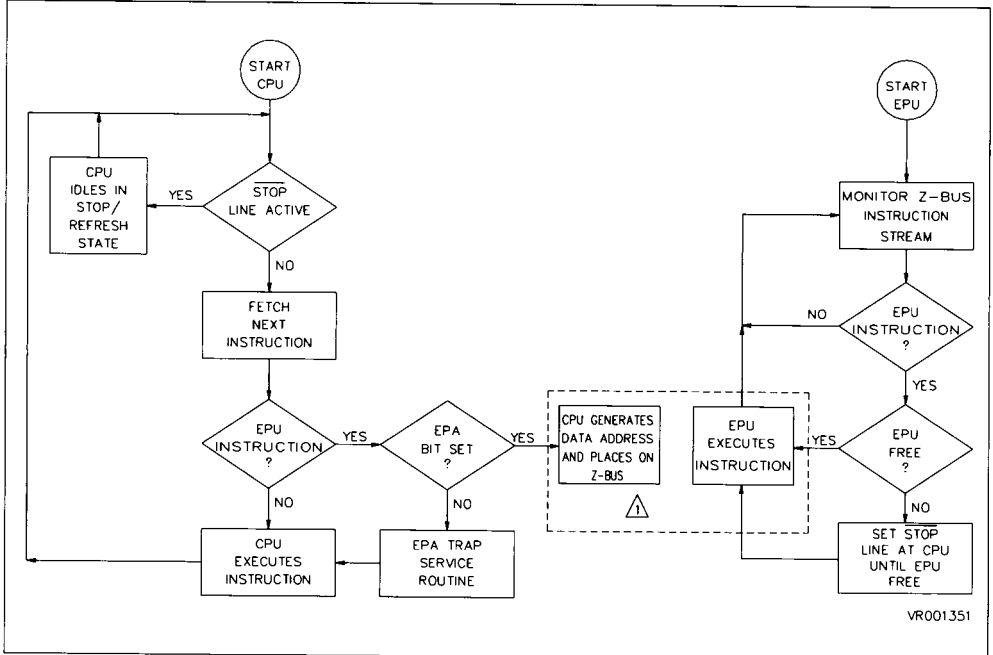 START
CPU
CPU
IDLES IN
STOP/
REFRESH
STATE
YES
STOP
LINE ACTIVE
NO
FETCH
NEXT
INSTRUCTION
EPU
INSTRUCTION
?
YES
NO
CPU
EXECUTES
INSTRUCTION
EPA
BIT SET
?
YES
NO
EPA TRAP
SERVICE
ROUTINE
CPU GENERATES
DATA ADDRESS
AND PLACES ON
Z-BUS
1
EPU
EXECUTES
INSTRUCTION
START
EPU
MONITOR Z-BUS
INSTRUCTION
STREAM
NO
EPU
INSTRUCTION
?
YES
YES
EPU
FREE
?
NO
SET STOP
LINE AT CPU
UNTIL EPU
FREE
VR001351